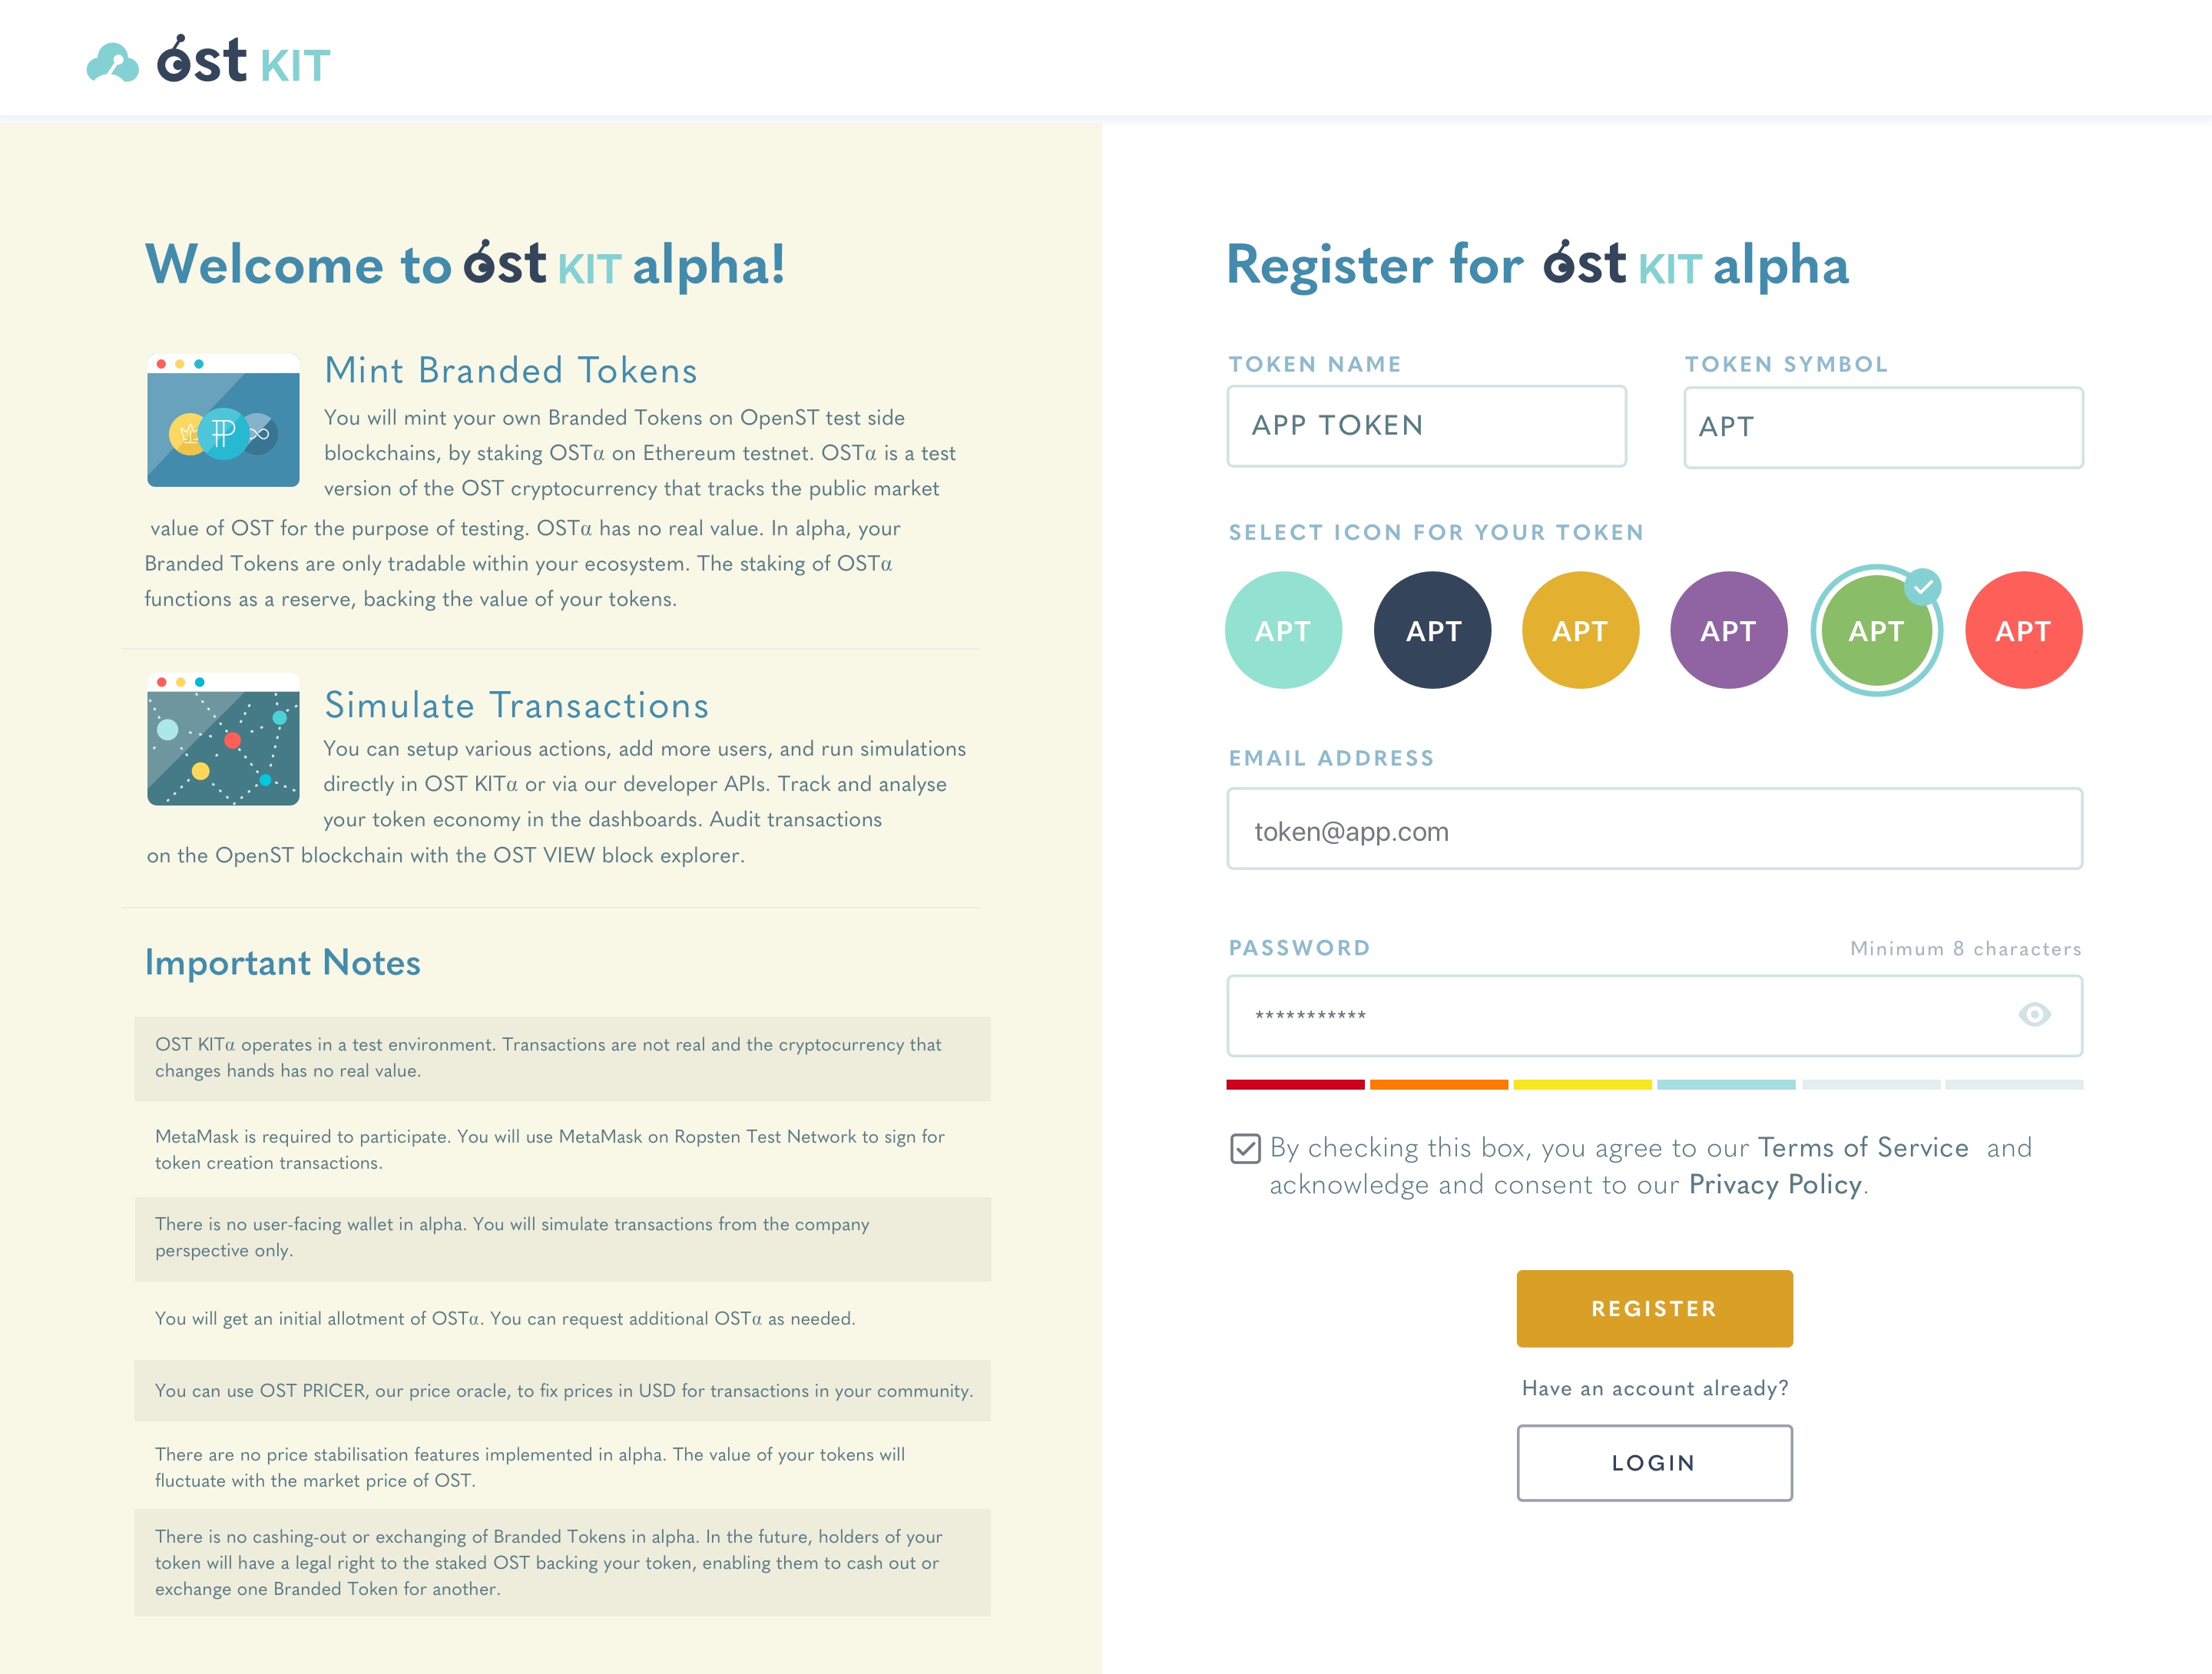 óst KIT
Welcome to óst KIT alpha!
Mint Branded Tokens
You will mint your own Branded Tokens on OpenST test side
blockchains, by staking OSTα on Ethereum testnet. OSTα is a test
version of the OST cryptocurrency that tracks the public market
value of OST for the purpose of testing. OSTα has no real value. In alpha, your
Branded Tokens are only tradable within your ecosystem. The staking of OSTα
functions as a reserve, backing the value of your tokens.
Simulate Transactions
You can setup various actions, add more users, and run simulations
directly in OST KITα or via our developer APIs. Track and analyse
your token economy in the dashboards. Audit transactions
on the OpenST blockchain with the OST VIEW block explorer.
Important Notes
OST KITα operates in a test environment. Transactions are not real and the cryptocurrency that
changes hands has no real value.
MetaMask is required to participate. You will use MetaMask on Ropsten Test Network to sign for
token creation transactions.
There is no user-facing wallet in alpha. You will simulate transactions from the company
perspective only.
You will get an initial allotment of OSTα. You can request additional OSTα as needed.
You can use OST PRICER, our price oracle, to fix prices in USD for transactions in your community.
There are no price stabilisation features implemented in alpha. The value of your tokens will
fluctuate with the market price of OST.
There is no cashing-out or exchanging of Branded Tokens in alpha. In the future, holders of your
token will have a legal right to the staked OST backing your token, enabling them to cash out or
exchange one Branded Token for another.
Register for óst KIT alpha
TOKEN NAME TOKEN SYMBOL
APP TOKEN APT
SELECT ICON FOR YOUR TOKEN
APT APT APT APT APT APT
EMAIL ADDRESS
token@app.com
PASSWORD Minimum 8 characters
***********
By checking this box, you agree to our Terms of Service and
acknowledge and consent to our Privacy Policy.
REGISTER
Have an account already?
LOGIN